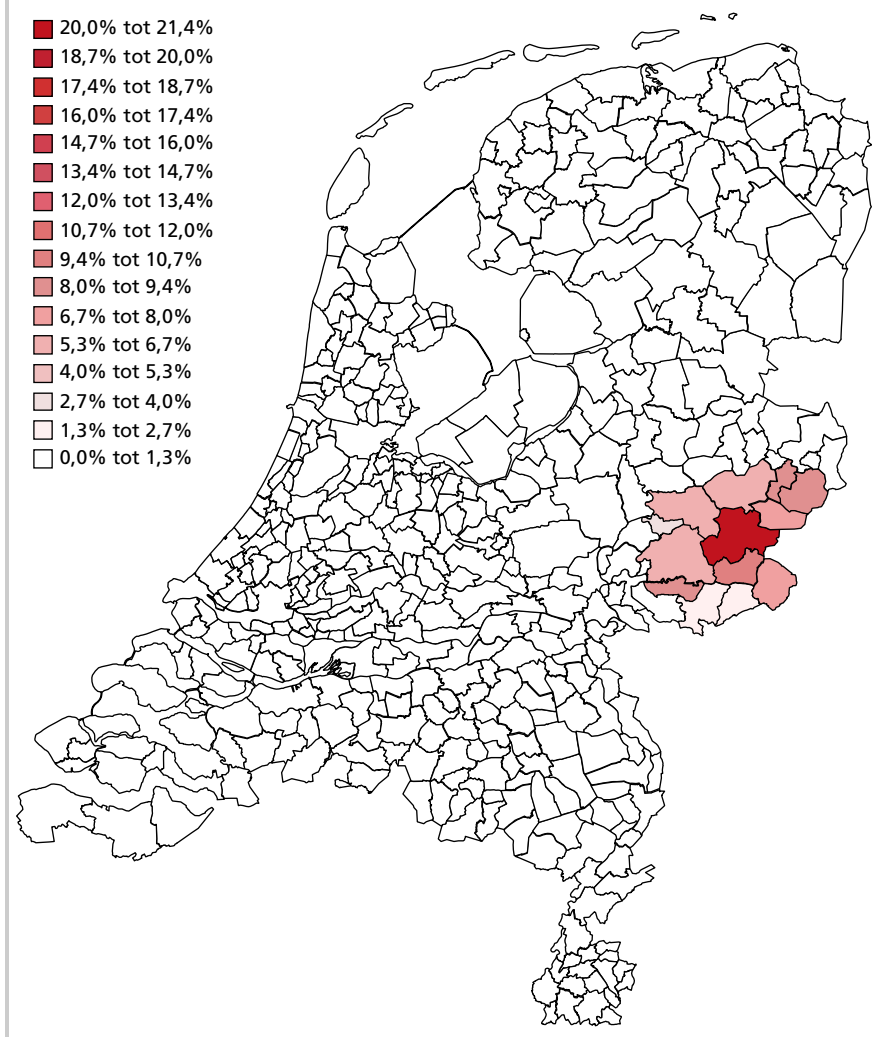 20,0% tot 21,4%
18,7% tot 20,0%
17,4% tot 18,7%
16,0% tot 17,4%
14,7% tot 16,0%
13,4% tot 14,7%
12,0% tot 13,4%
10,7% tot 12,0%
9,4% tot 10,7%
8,0% tot 9,4%
6,7% tot 8,0%
5,3% tot 6,7%
4,0% tot 5,3%
2,7% tot 4,0%
1,3% tot 2,7%
0,0% tot 1,3%